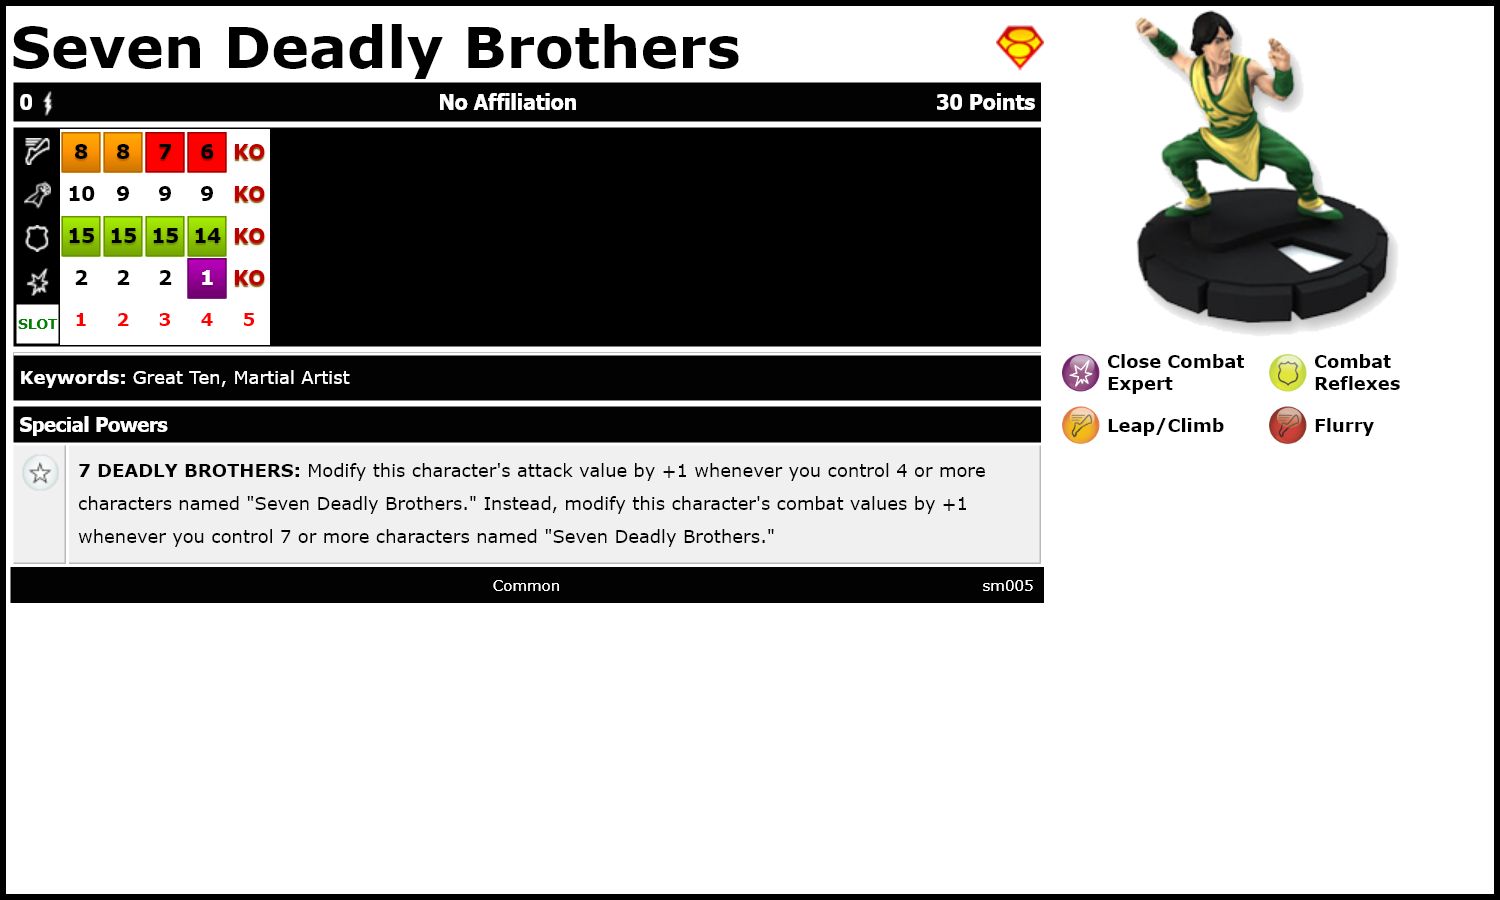 Seven Deadly Brothers
0 No Affiliation 30 Points
8 8 7 6 KO
10 9 9 9 KO
15 15 15 14 KO
2 2 2 1 KO
SLOT 1 2 3 4 5
Keywords: Great Ten, Martial Artist
Special Powers
7 DEADLY BROTHERS: Modify this character's attack value by +1 whenever you control 4 or more
characters named "Seven Deadly Brothers." Instead, modify this character's combat values by +1
whenever you control 7 or more characters named "Seven Deadly Brothers."
Common sm005
Close Combat
Expert
Combat
Reflexes
Leap/Climb
Flurry